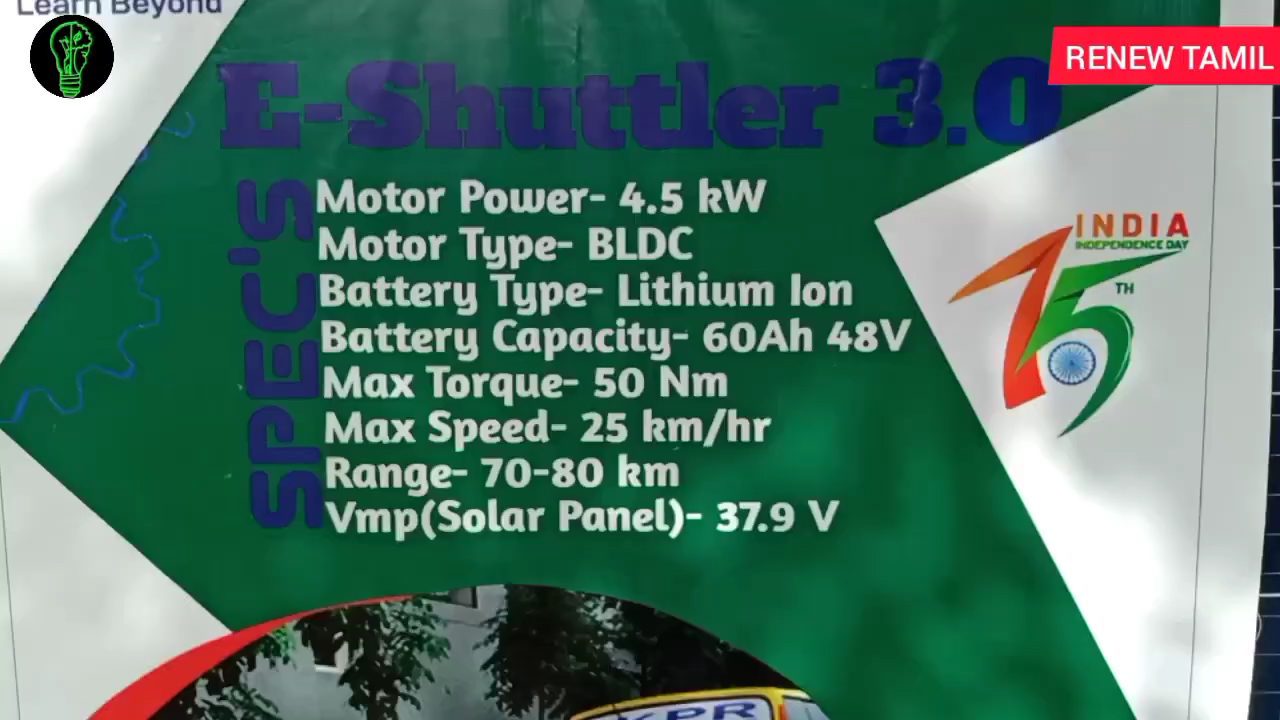 Learn Beyond
RENEW TAMIL
E-Shuttler 3.0
SPEC'S
Motor Power- 4.5 kW
Motor Type- BLDC
Battery Type- Lithium Ion
Battery Capacity- 60Ah 48V
Max Torque- 50 Nm
Max Speed- 25 km/hr
Range- 70-80 km
Vmp(Solar Panel)- 37.9 V
INDIA
INDEPENDENCE DAY
75TH
KPR